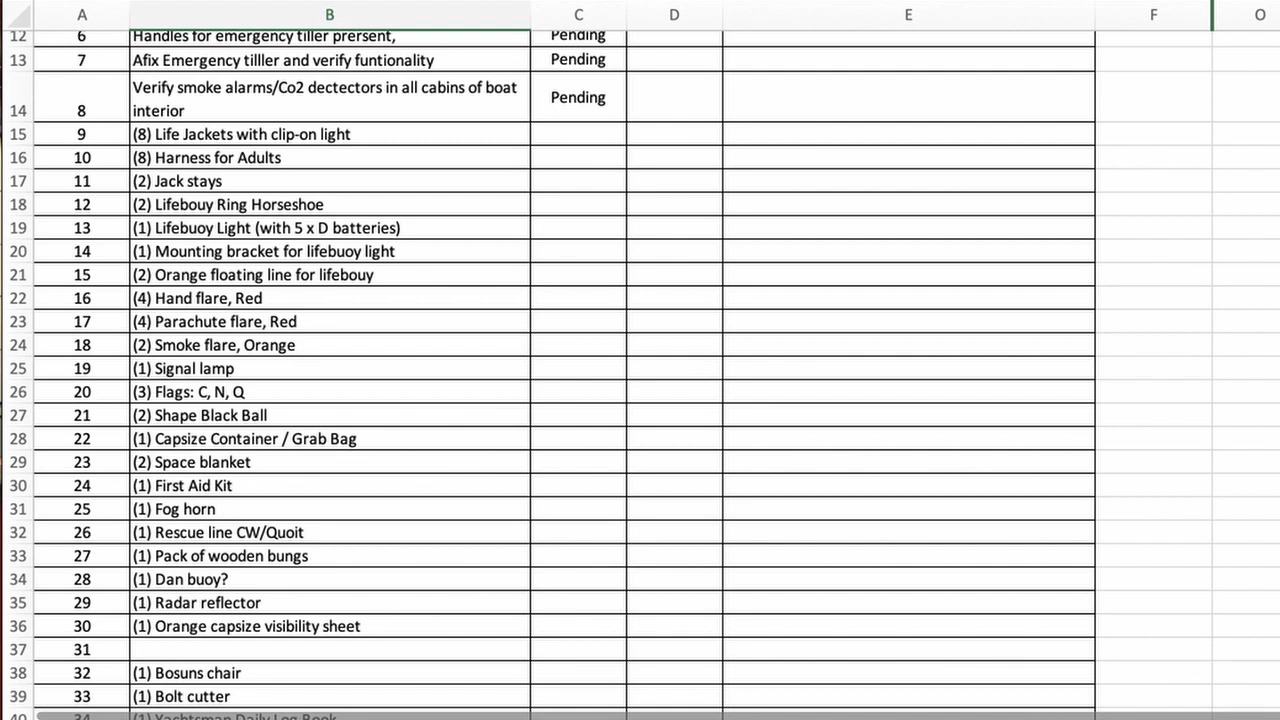 A B C D E F O
12 6 Handles for emergency tiller prersent, Pending
13 7 Afix Emergency tilller and verify funtionality Pending
Verify smoke alarms/Co2 dectectors in all cabins of boat
14 8 interior Pending
15 9 (8) Life Jackets with clip-on light
16 10 (8) Harness for Adults
17 11 (2) Jack stays
18 12 (2) Lifebouy Ring Horseshoe
19 13 (1) Lifebuoy Light (with 5 x D batteries)
20 14 (1) Mounting bracket for lifebuoy light
21 15 (2) Orange floating line for lifebouy
22 16 (4) Hand flare, Red
23 17 (4) Parachute flare, Red
24 18 (2) Smoke flare, Orange
25 19 (1) Signal lamp
26 20 (3) Flags: C, N, Q
27 21 (2) Shape Black Ball
28 22 (1) Capsize Container / Grab Bag
29 23 (2) Space blanket
30 24 (1) First Aid Kit
31 25 (1) Fog horn
32 26 (1) Rescue line CW/Quoit
33 27 (1) Pack of wooden bungs
34 28 (1) Dan buoy?
35 29 (1) Radar reflector
36 30 (1) Orange capsize visibility sheet
37 31
38 32 (1) Bosuns chair
39 33 (1) Bolt cutter
40 34 (1) Yachtsman Daily Log Book